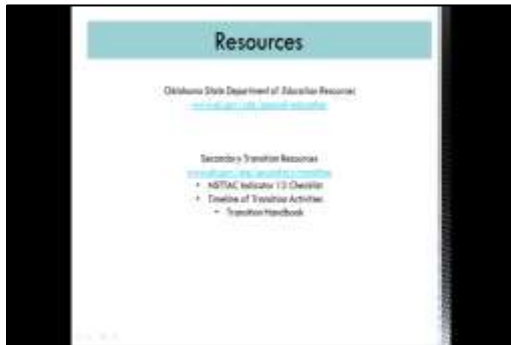 Resources
Oklahoma State Department of Education Resources
Secondary Transition Resources
• NSTTAC Indicator 13 Checklist
• Timeline of Transition Activities
• Transition Handbook